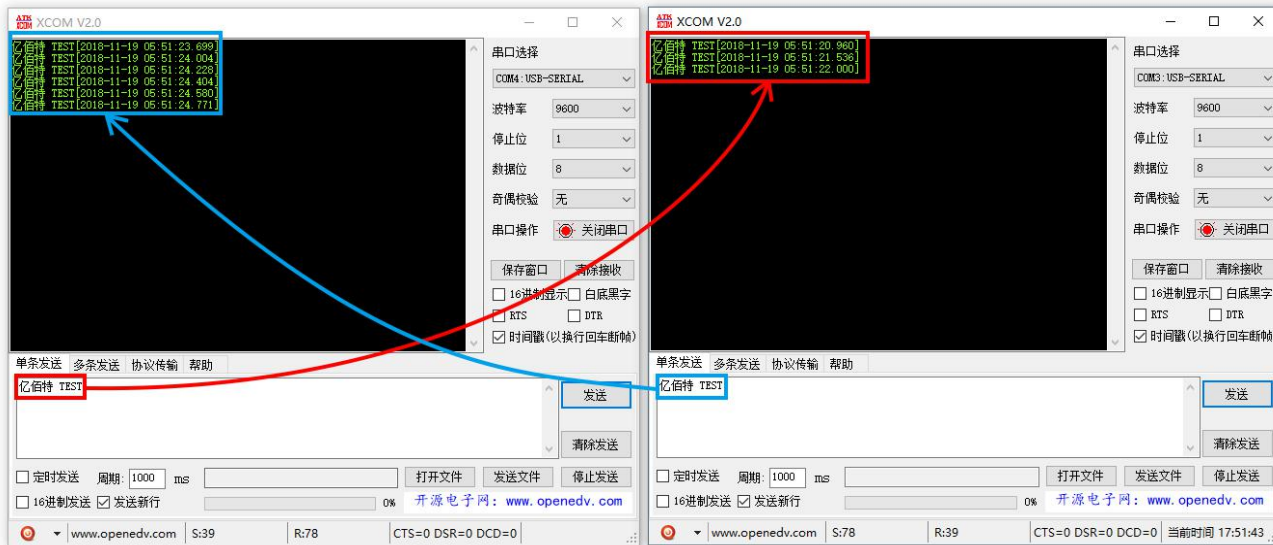 ATK COM XCOM V2.0
亿佰特 TEST[2018-11-19 05:51:23.699]
亿佰特 TEST[2018-11-19 05:51:24.004]
亿佰特 TEST[2018-11-19 05:51:24.228]
亿佰特 TEST[2018-11-19 05:51:24.404]
亿佰特 TEST[2018-11-19 05:51:24.580]
亿佰特 TEST[2018-11-19 05:51:24.771]
串口选择
COM4:USB-SERIAL
波特率 9600
停止位 1
数据位 8
奇偶校验 无
串口操作 关闭串口
保存窗口 清除接收
16进制显示 白底黑字
RTS DTR
时间戳(以换行回车断帧)
单条发送 多条发送 协议传输 帮助
亿佰特 TEST
发送
清除发送
定时发送 周期: 1000 ms 打开文件 发送文件 停止发送
16进制发送 发送新行 0% 开源电子网: www.openedv.com
www.openedv.com S:39 R:78 CTS=0 DSR=0 DCD=0
ATK COM XCOM V2.0
亿佰特 TEST[2018-11-19 05:51:20.960]
亿佰特 TEST[2018-11-19 05:51:21.536]
亿佰特 TEST[2018-11-19 05:51:22.000]
串口选择
COM3:USB-SERIAL
波特率 9600
停止位 1
数据位 8
奇偶校验 无
串口操作 关闭串口
保存窗口 清除接收
16进制显示 白底黑字
RTS DTR
时间戳(以换行回车断帧
单条发送 多条发送 协议传输 帮助
亿佰特 TEST
发送
清除发送
定时发送 周期: 1000 ms 打开文件 发送文件 停止发送
16进制发送 发送新行 0% 开源电子网: www.openedv.com
www.openedv.com S:78 R:39 CTS=0 DSR=0 DCD=0 当前时间 17:51:43